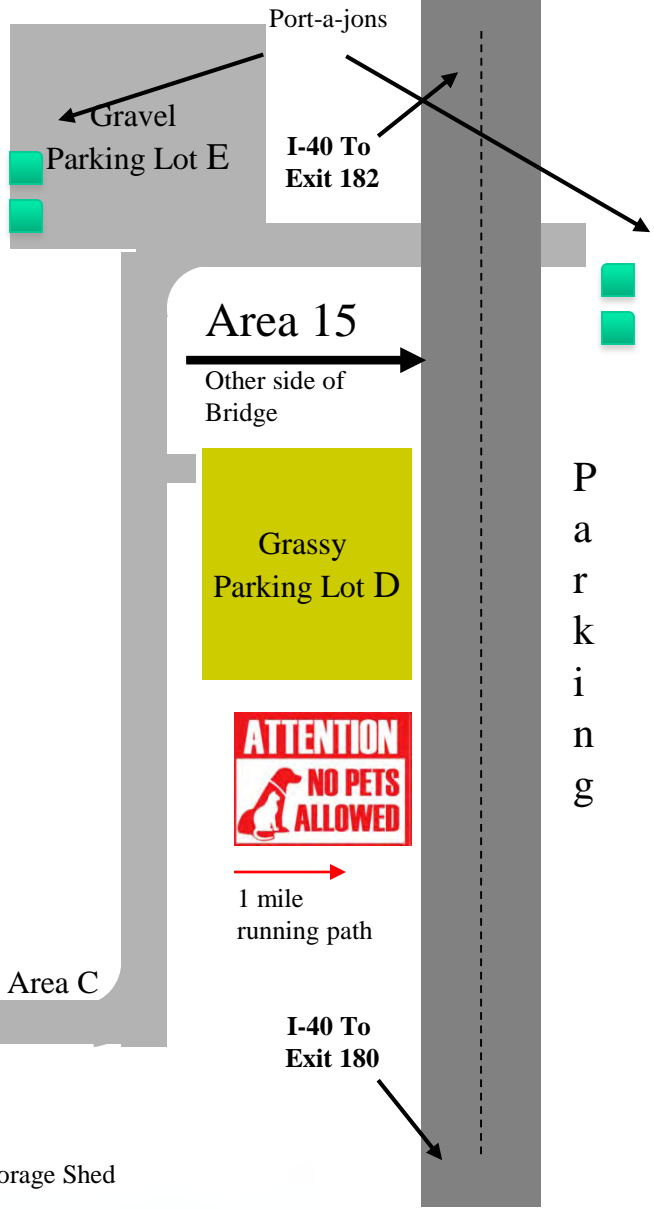 Port-a-jons
Gravel
Parking Lot E
I-40 To
Exit 182
Area 15
Other side of
Bridge
Grassy
Parking Lot D
Parking
ATTENTION
NO PETS
ALLOWED
1 mile
running path
Area C
I-40 To
Exit 180
Shed